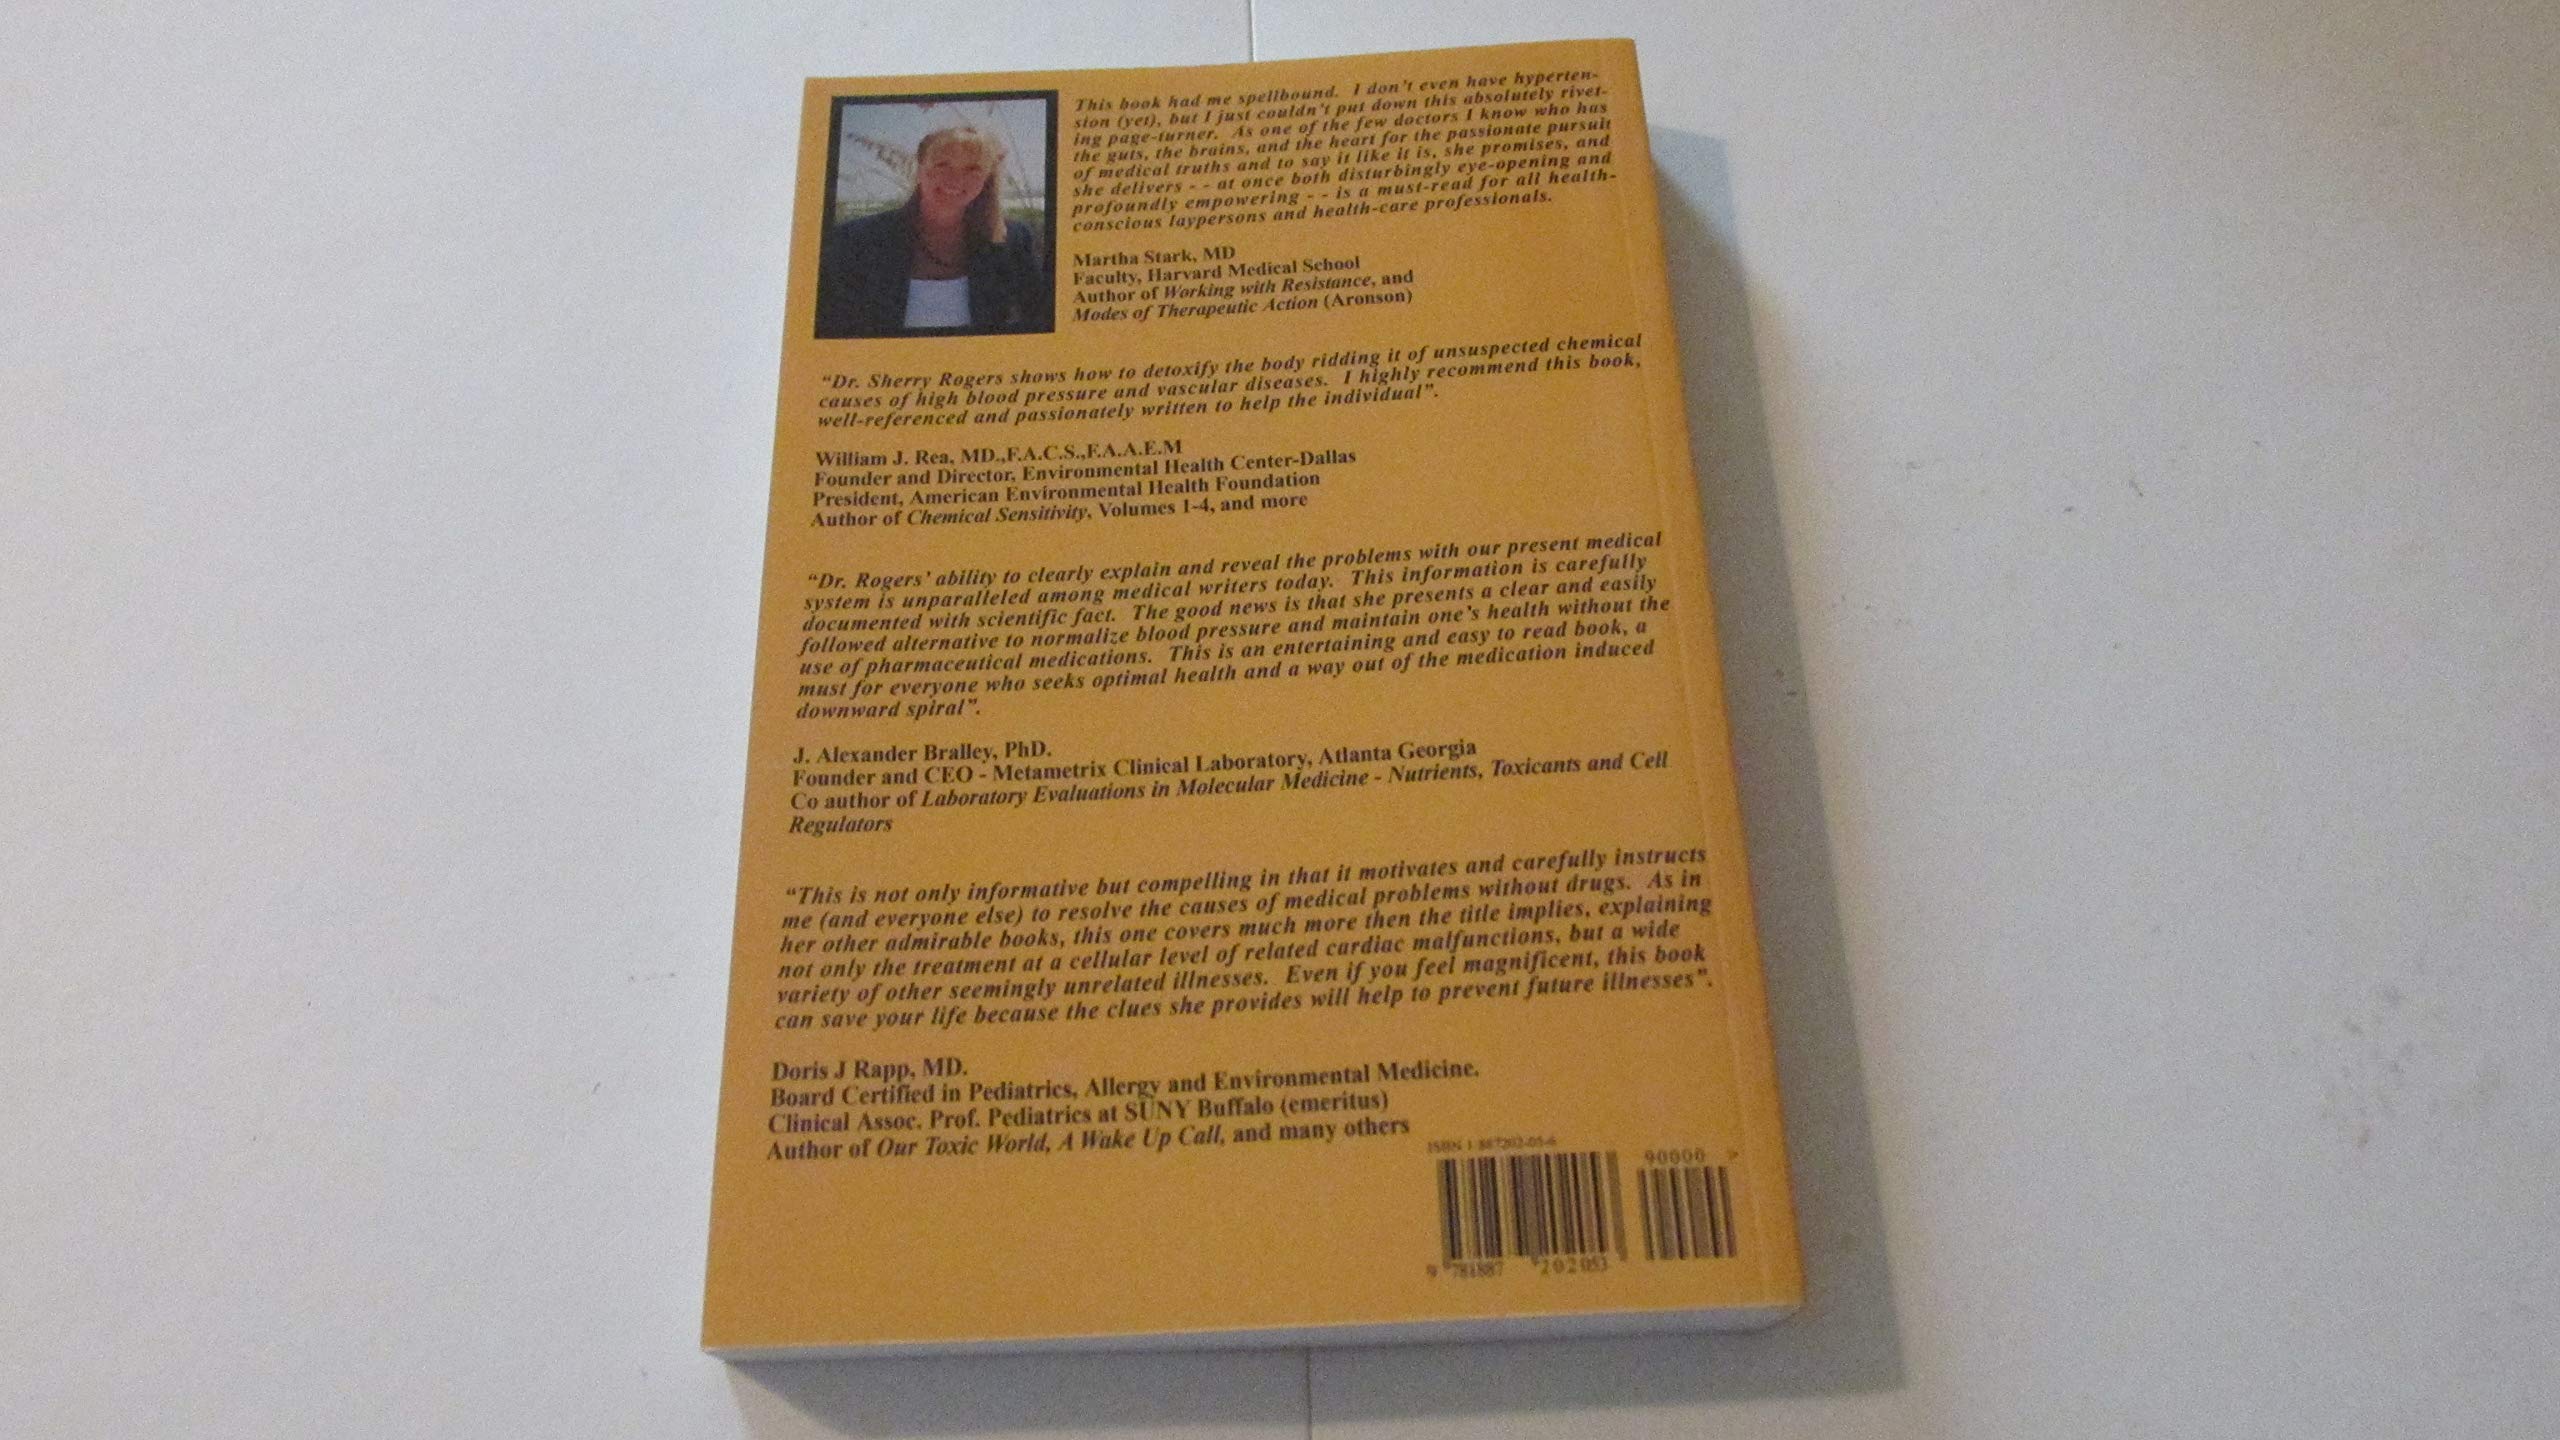 This book had me spellbound. I don't even have hyperten-
sion (yet), but I just couldn't put down this absolutely rivet-
ing page-turner. As one of the few doctors I know who has
the guts, the brains, and the heart for the passionate pursuit
of medical truths and to say it like it is, she promises, and
she delivers - - at once both disturbingly eye-opening and
profoundly empowering - - is a must-read for all health-
conscious laypersons and health-care professionals.
Martha Stark, MD
Faculty, Harvard Medical School
Author of Working with Resistance, and
Modes of Therapeutic Action (Aronson)
“Dr. Sherry Rogers shows how to detoxify the body ridding it of unsuspected chemical
causes of high blood pressure and vascular diseases. I highly recommend this book,
well-referenced and passionately written to help the individual”.
William J. Rea, MD.,F.A.C.S.,F.A.A.E.M
Founder and Director, Environmental Health Center-Dallas
President, American Environmental Health Foundation
Author of Chemical Sensitivity, Volumes 1-4, and more
“Dr. Rogers’ ability to clearly explain and reveal the problems with our present medical
system is unparalleled among medical writers today. This information is carefully
documented with scientific fact. The good news is that she presents a clear and easily
followed alternative to normalize blood pressure and maintain one’s health without the
use of pharmaceutical medications. This is an entertaining and easy to read book, a
must for everyone who seeks optimal health and a way out of the medication induced
downward spiral”.
J. Alexander Bralley, PhD.
Founder and CEO - Metametrix Clinical Laboratory, Atlanta Georgia
Co author of Laboratory Evaluations in Molecular Medicine - Nutrients, Toxicants and Cell
Regulators
“This is not only informative but compelling in that it motivates and carefully instructs
me (and everyone else) to resolve the causes of medical problems without drugs. As in
her other admirable books, this one covers much more then the title implies, explaining
not only the treatment at a cellular level of related cardiac malfunctions, but a wide
variety of other seemingly unrelated illnesses. Even if you feel magnificent, this book
can save your life because the clues she provides will help to prevent future illnesses”.
Doris J Rapp, MD.
Board Certified in Pediatrics, Allergy and Environmental Medicine.
Clinical Assoc. Prof. Pediatrics at SUNY Buffalo (emeritus)
Author of Our Toxic World, A Wake Up Call, and many others
ISBN 1-887202-05-6
90000 >
9 781887 202053